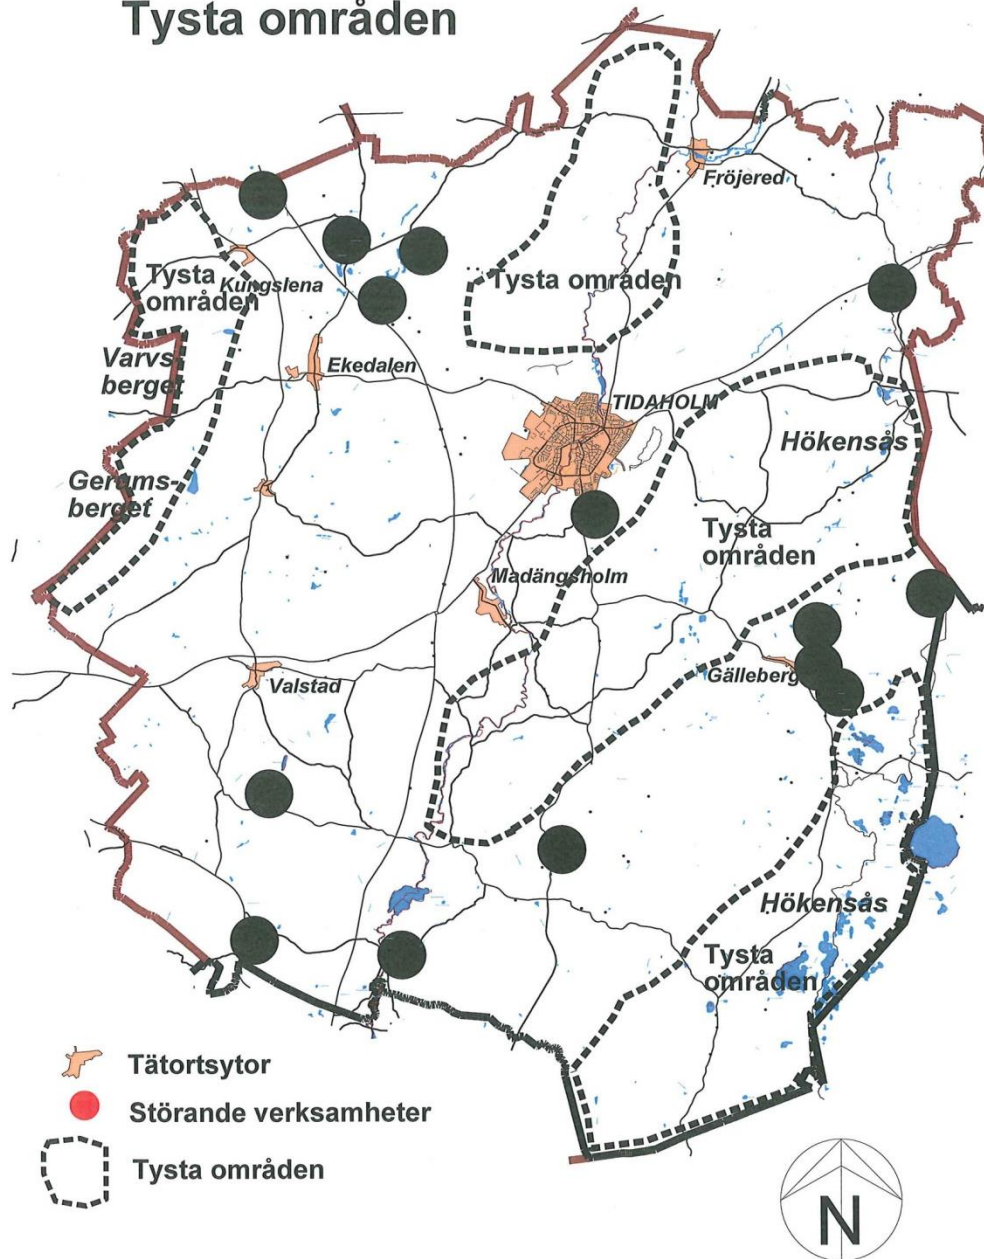 Tysta områden
Fröjered
Tysta
områden
Kungslena
Tysta områden
Varvs-
berget
Ekedalen
TIDAHOLM
Hökensås
Gerums-
berget
Tysta
områden
Madängsholm
Gälleberg
Valstad
Hökensås
Tysta
områden
Tätortsytor
Störande verksamheter
Tysta områden
N